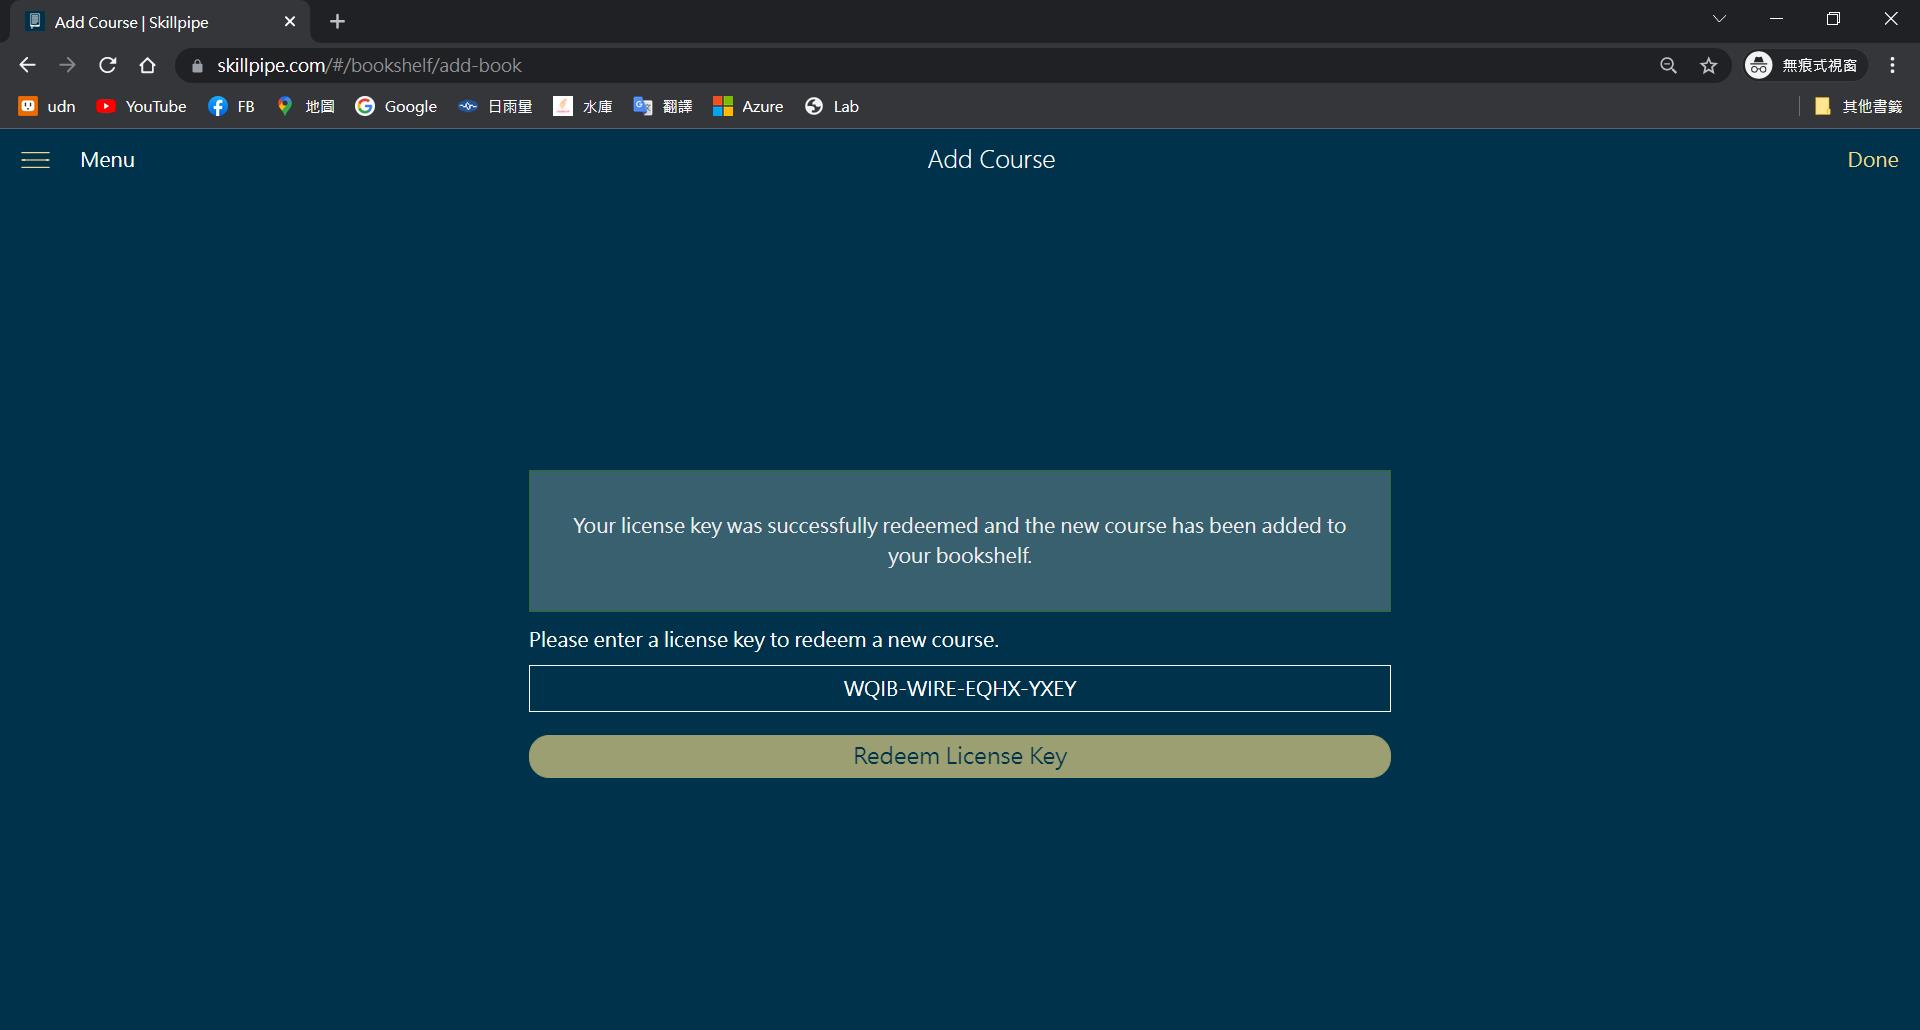 Add Course | Skillpipe
skillpipe.com/#/bookshelf/add-book
無痕式視窗
udn
YouTube
FB
地圖
Google
日雨量
水庫
翻譯
Azure
Lab
其他書籤
Menu
Add Course
Done
Your license key was successfully redeemed and the new course has been added to
your bookshelf.
Please enter a license key to redeem a new course.
WQIB-WIRE-EQHX-YXEY
Redeem License Key